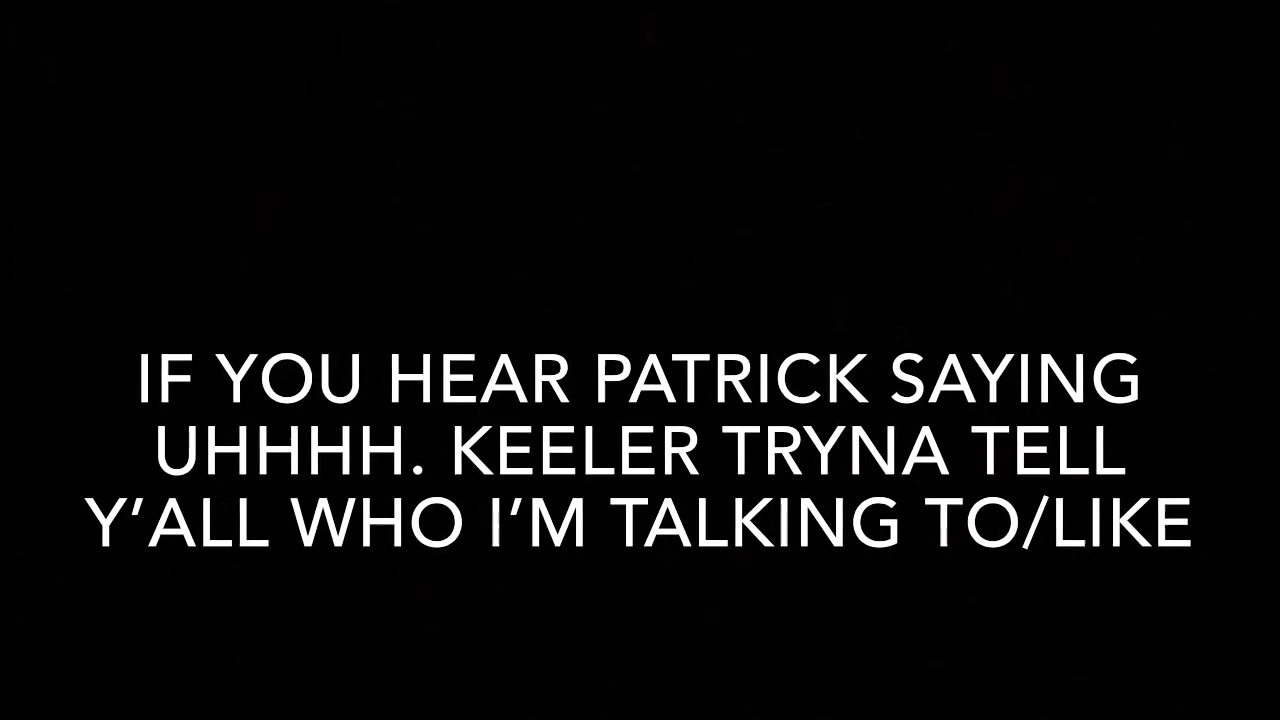 IF YOU HEAR PATRICK SAYING
UHHHH. KEELER TRYNA TELL
Y‘ALL WHO I’M TALKING TO/LIKE